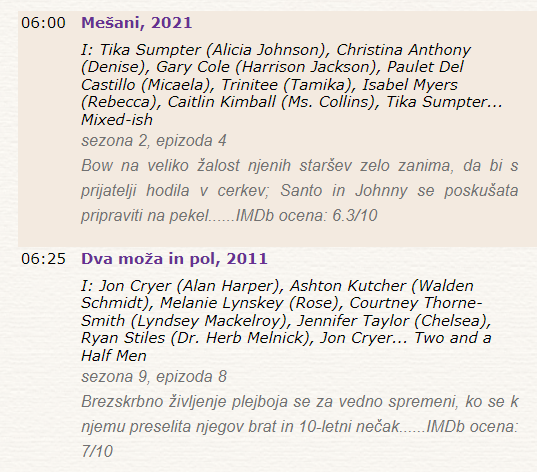 06:00 Mešani, 2021
I: Tika Sumpter (Alicia Johnson), Christina Anthony
(Denise), Gary Cole (Harrison Jackson), Paulet Del
Castillo (Micaela), Trinitee (Tamika), Isabel Myers
(Rebecca), Caitlin Kimball (Ms. Collins), Tika Sumpter...
Mixed-ish
sezona 2, epizoda 4
Bow na veliko žalost njenih staršev zelo zanima, da bi s
prijatelji hodila v cerkev; Santo in Johnny se poskušata
pripraviti na pekel......IMDb ocena: 6.3/10
06:25 Dva moža in pol, 2011
I: Jon Cryer (Alan Harper), Ashton Kutcher (Walden
Schmidt), Melanie Lynskey (Rose), Courtney Thorne-
Smith (Lyndsey Mackelroy), Jennifer Taylor (Chelsea),
Ryan Stiles (Dr. Herb Melnick), Jon Cryer... Two and a
Half Men
sezona 9, epizoda 8
Brezskrbno življenje plejboja se za vedno spremeni, ko se k
njemu preselita njegov brat in 10-letni nečak......IMDb ocena:
7/10